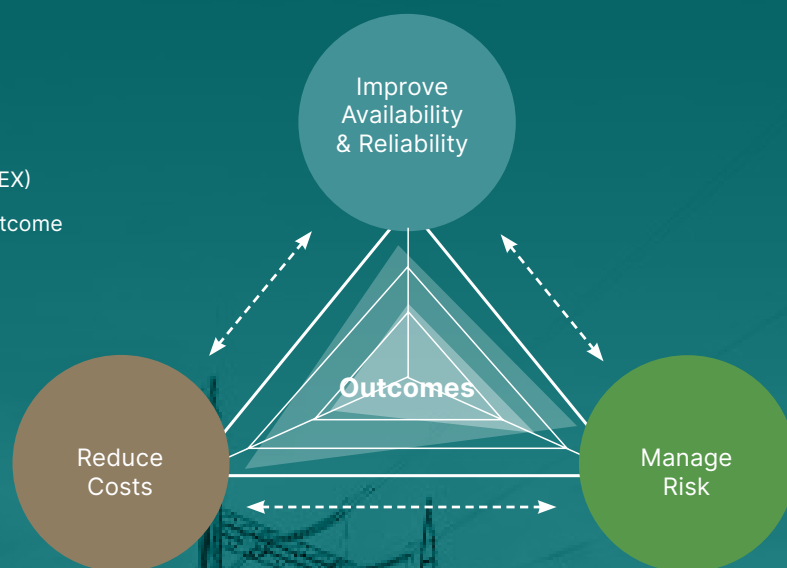 Improve
Availability
& Reliability
EX)
tcome
Outcomes
Reduce
Costs
Manage
Risk